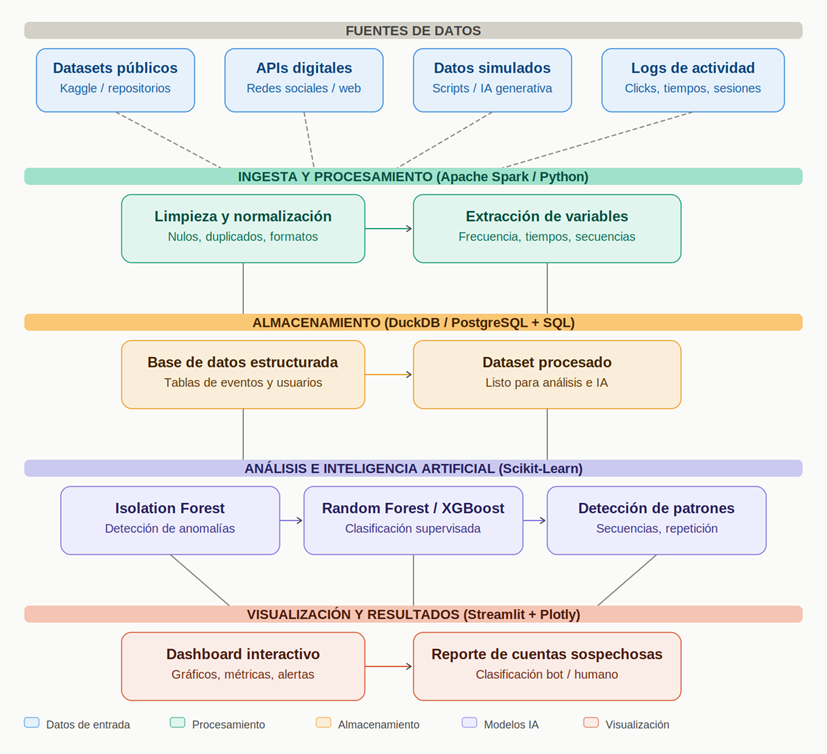 FUENTES DE DATOS
Datasets públicos
Kaggle / repositorios
APIs digitales
Redes sociales / web
Datos simulados
Scripts / IA generativa
Logs de actividad
Clicks, tiempos, sesiones
INGESTA Y PROCESAMIENTO (Apache Spark / Python)
Limpieza y normalización
Nulos, duplicados, formatos
Extracción de variables
Frecuencia, tiempos, secuencias
ALMACENAMIENTO (DuckDB / PostgreSQL + SQL)
Base de datos estructurada
Tablas de eventos y usuarios
Dataset procesado
Listo para análisis e IA
ANÁLISIS E INTELIGENCIA ARTIFICIAL (Scikit-Learn)
Isolation Forest
Detección de anomalías
Random Forest / XGBoost
Clasificación supervisada
Detección de patrones
Secuencias, repetición
VISUALIZACIÓN Y RESULTADOS (Streamlit + Plotly)
Dashboard interactivo
Gráficos, métricas, alertas
Reporte de cuentas sospechosas
Clasificación bot / humano
Datos de entrada
Procesamiento
Almacenamiento
Modelos IA
Visualización